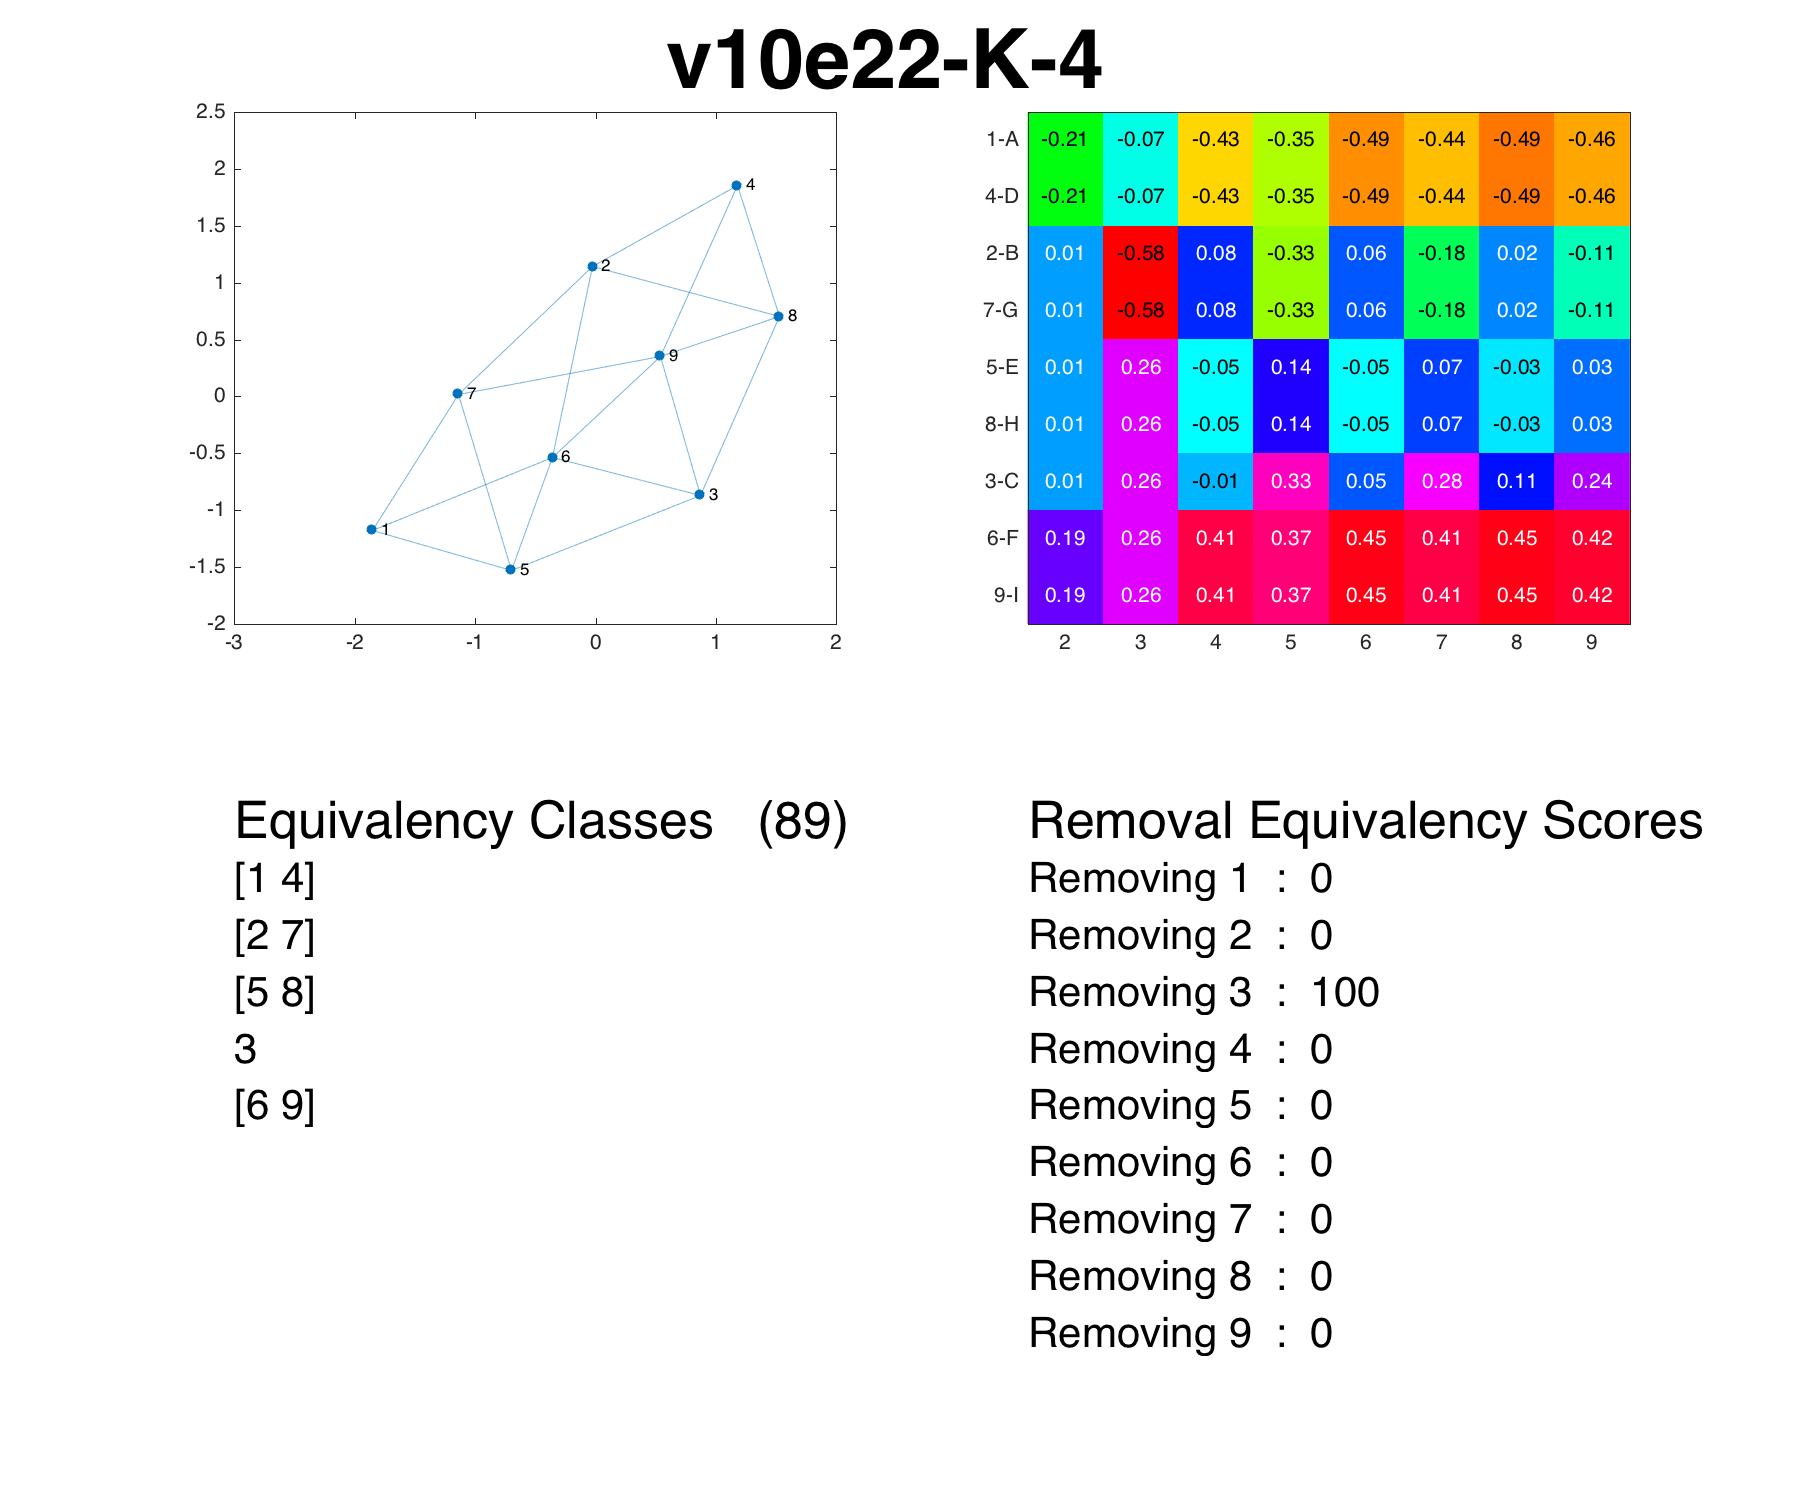 v10e22-K-4
2.5
2
1.5
1
0.5
0
-0.5
-1
-1.5
-2
-3 -2 -1 0 1 2
4
2
8
9
7
6
3
1
5
1-A -0.21 -0.07 -0.43 -0.35 -0.49 -0.44 -0.49 -0.46
4-D -0.21 -0.07 -0.43 -0.35 -0.49 -0.44 -0.49 -0.46
2-B 0.01 -0.58 0.08 -0.33 0.06 -0.18 0.02 -0.11
7-G 0.01 -0.58 0.08 -0.33 0.06 -0.18 0.02 -0.11
5-E 0.01 0.26 -0.05 0.14 -0.05 0.07 -0.03 0.03
8-H 0.01 0.26 -0.05 0.14 -0.05 0.07 -0.03 0.03
3-C 0.01 0.26 -0.01 0.33 0.05 0.28 0.11 0.24
6-F 0.19 0.26 0.41 0.37 0.45 0.41 0.45 0.42
9-I 0.19 0.26 0.41 0.37 0.45 0.41 0.45 0.42
2 3 4 5 6 7 8 9
Equivalency Classes (89)
[1 4]
[2 7]
[5 8]
3
[6 9]
Removal Equivalency Scores
Removing 1 : 0
Removing 2 : 0
Removing 3 : 100
Removing 4 : 0
Removing 5 : 0
Removing 6 : 0
Removing 7 : 0
Removing 8 : 0
Removing 9 : 0